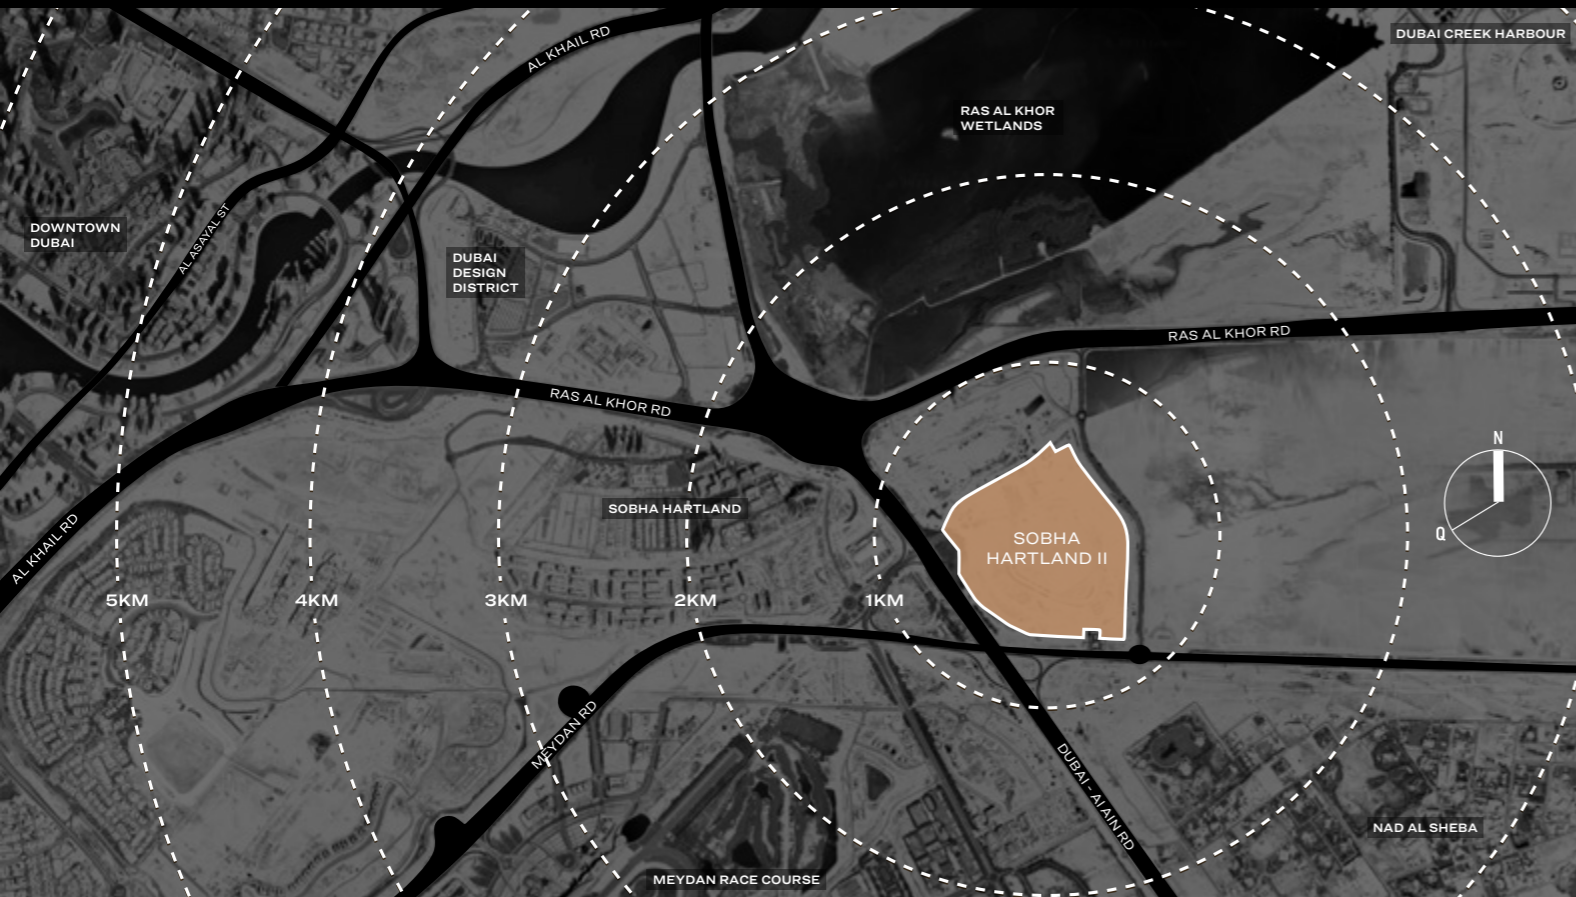 DUBAI CREEK HARBOUR
AL KHAIL RD
RAS AL KHOR
WETLANDS
DOWNTOWN
DUBAI
AL ASAYAL ST
DUBAI
DESIGN
DISTRICT
RAS AL KHOR RD
RAS AL KHOR RD
N
Q
SOBHA HARTLAND
SOBHA
HARTLAND II
AL KHAIL RD
5KM
4KM
3KM
2KM
1KM
MEYDAN RD
DUBAI - AL AIN RD
NAD AL SHEBA
MEYDAN RACE COURSE